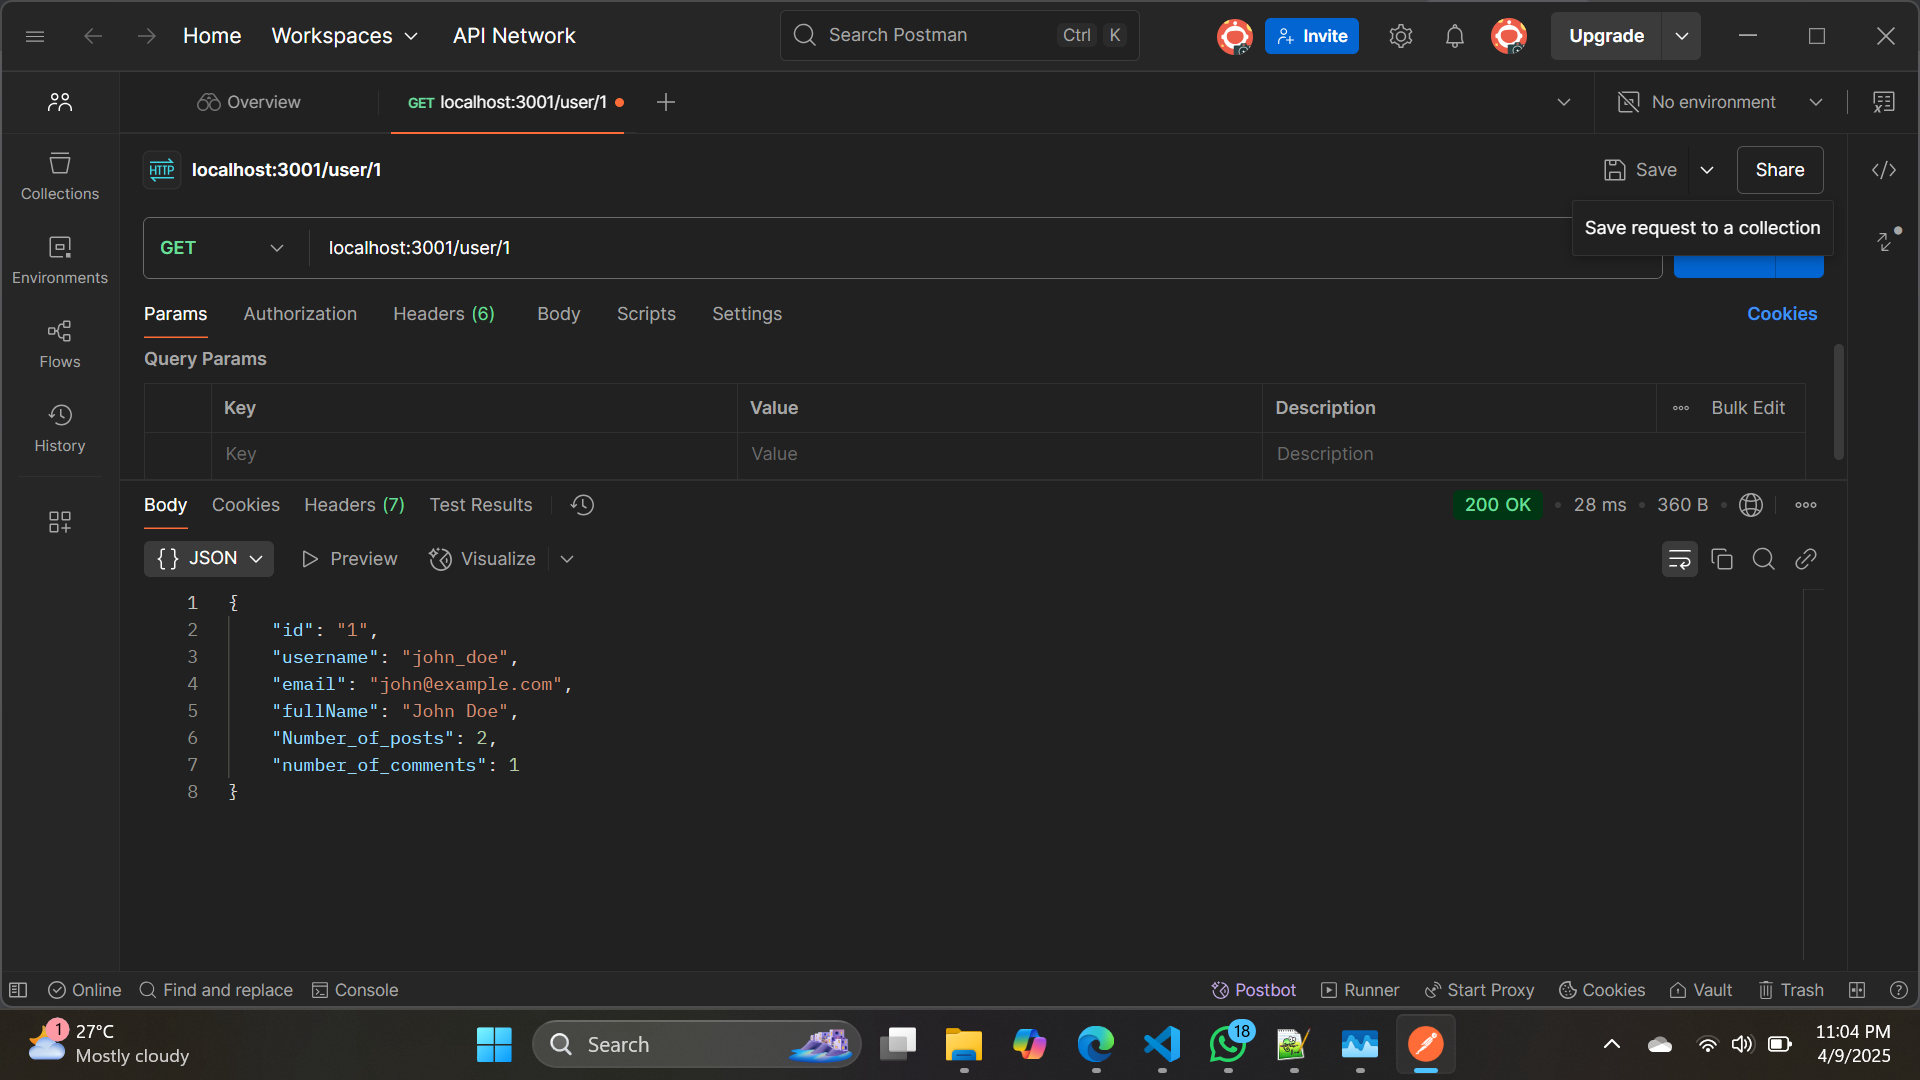 Home Workspaces API Network Search Postman Ctrl K Invite Upgrade
Overview GET localhost:3001/user/1 No environment
HTTP localhost:3001/user/1 Save Share
Collections
Save request to a collection
GET localhost:3001/user/1
Environments
Params Authorization Headers (6) Body Scripts Settings Cookies
Flows
Query Params
Key Value Description Bulk Edit
Key Value Description
History
Body Cookies Headers (7) Test Results 200 OK • 28 ms • 360 B •
{} JSON Preview Visualize
1 {
2 "id": "1",
3 "username": "john_doe",
4 "email": "john@example.com",
5 "fullName": "John Doe",
6 "Number_of_posts": 2,
7 "number_of_comments": 1
8 }
Online Find and replace Console Postbot Runner Start Proxy Cookies Vault Trash
1 27°C
Mostly cloudy
Search
18
11:04 PM
4/9/2025